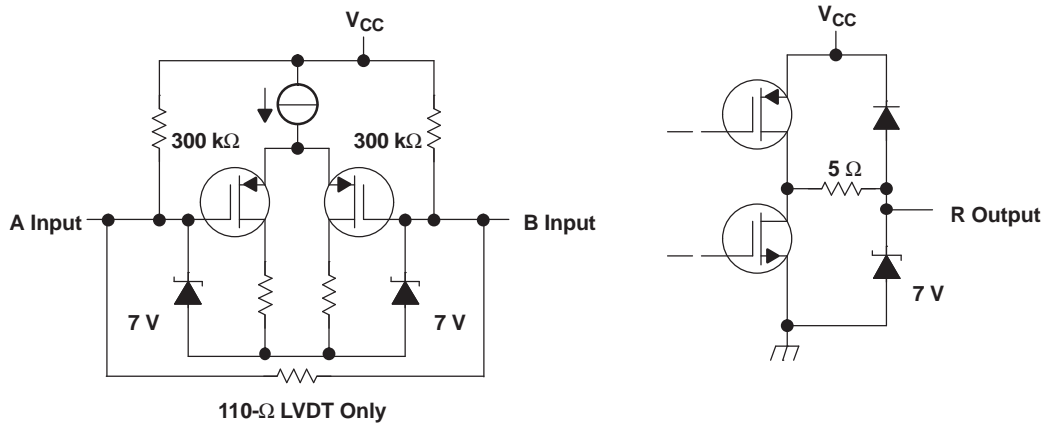 VCC
300 kΩ
300 kΩ
A Input
B Input
7 V
7 V
110-Ω LVDT Only
VCC
5 Ω
R Output
7 V